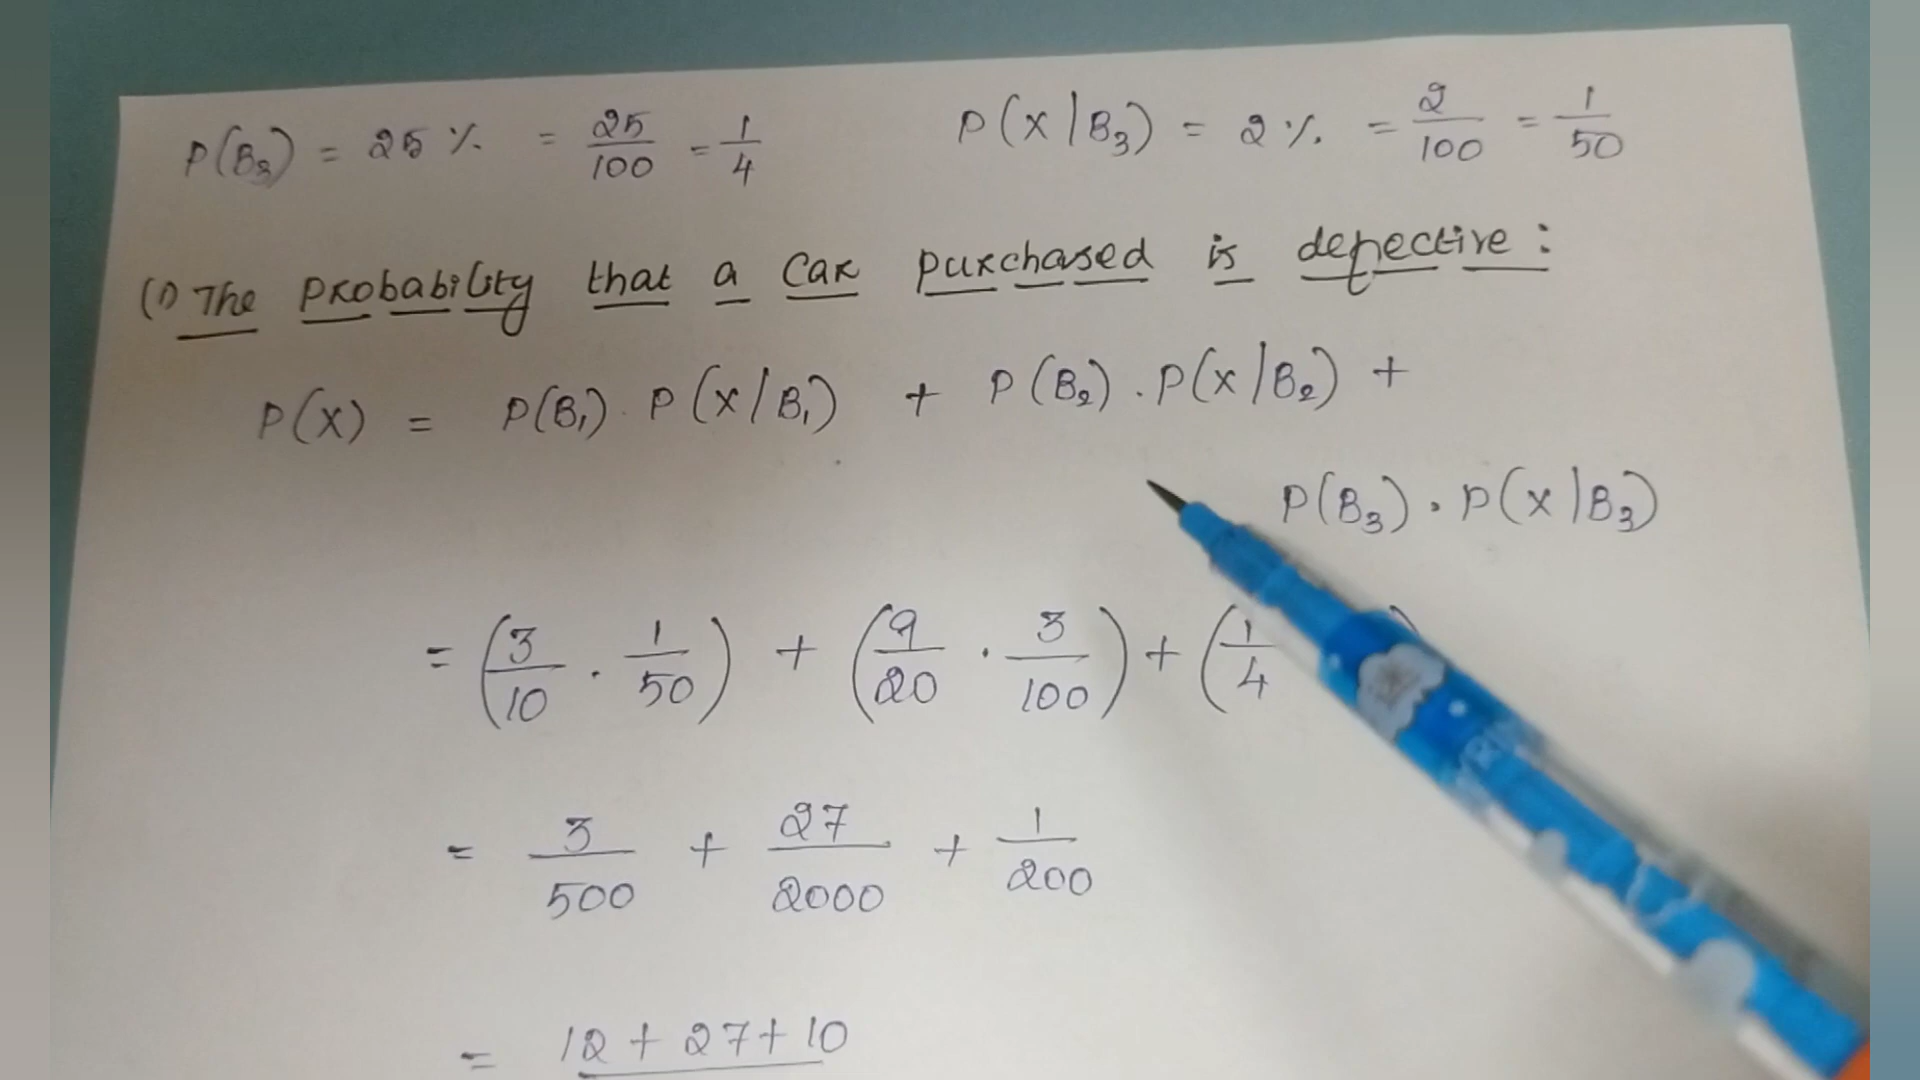 P(B3) = 25 % = 25/100 = 1/4 P(X|B3) = 2 % = 2/100 = 1/50
(i) The probability that a car purchased is defective :
P(X) = P(B1) . P(X/B1) + P(B2) . P(X|B2) +
P(B3) . P(X|B3)
= (3/10 . 1/50) + (9/20 . 3/100) + (1/4 )
= 3/500 + 27/2000 + 1/200
= 12 + 27 + 10